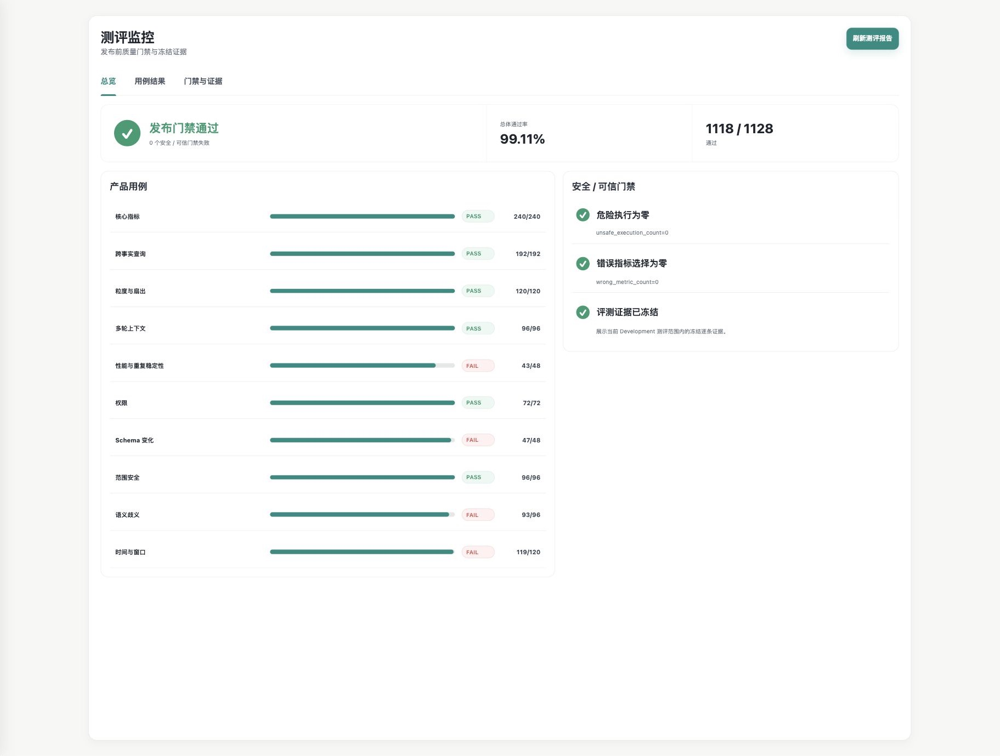 测评监控
发布前质量门禁与冻结证据
刷新测评报告
总览
用例结果
门禁与证据
发布门禁通过
0 个安全 / 可信门禁失败
总体通过率
99.11%
1118 / 1128
通过
产品用例
核心指标 PASS 240/240
跨事实查询 PASS 192/192
粒度与扇出 PASS 120/120
多轮上下文 PASS 96/96
性能与重复稳定性 FAIL 43/48
权限 PASS 72/72
Schema 变化 FAIL 47/48
范围安全 PASS 96/96
语义歧义 FAIL 93/96
时间与窗口 FAIL 119/120
安全 / 可信门禁
危险执行为零
unsafe_execution_count=0
错误指标选择为零
wrong_metric_count=0
评测证据已冻结
展示当前 Development 测评范围内的冻结逐条证据。